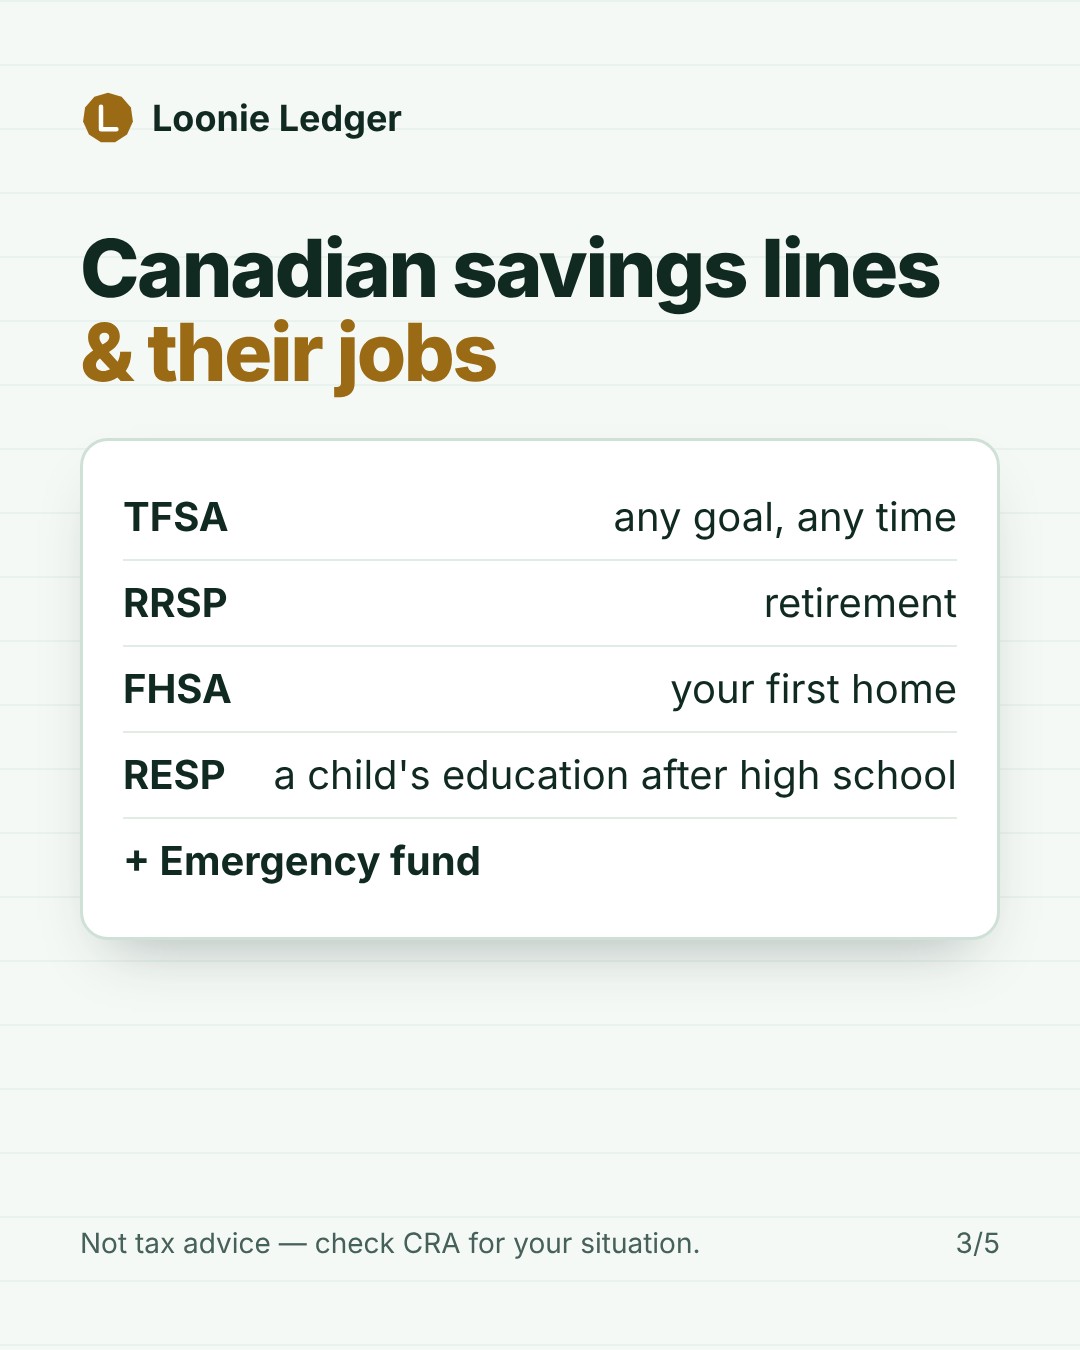 L
Loonie Ledger
Canadian savings lines
& their jobs
TFSA any goal, any time
RRSP retirement
FHSA your first home
RESP a child's education after high school
+ Emergency fund
Not tax advice — check CRA for your situation. 3/5